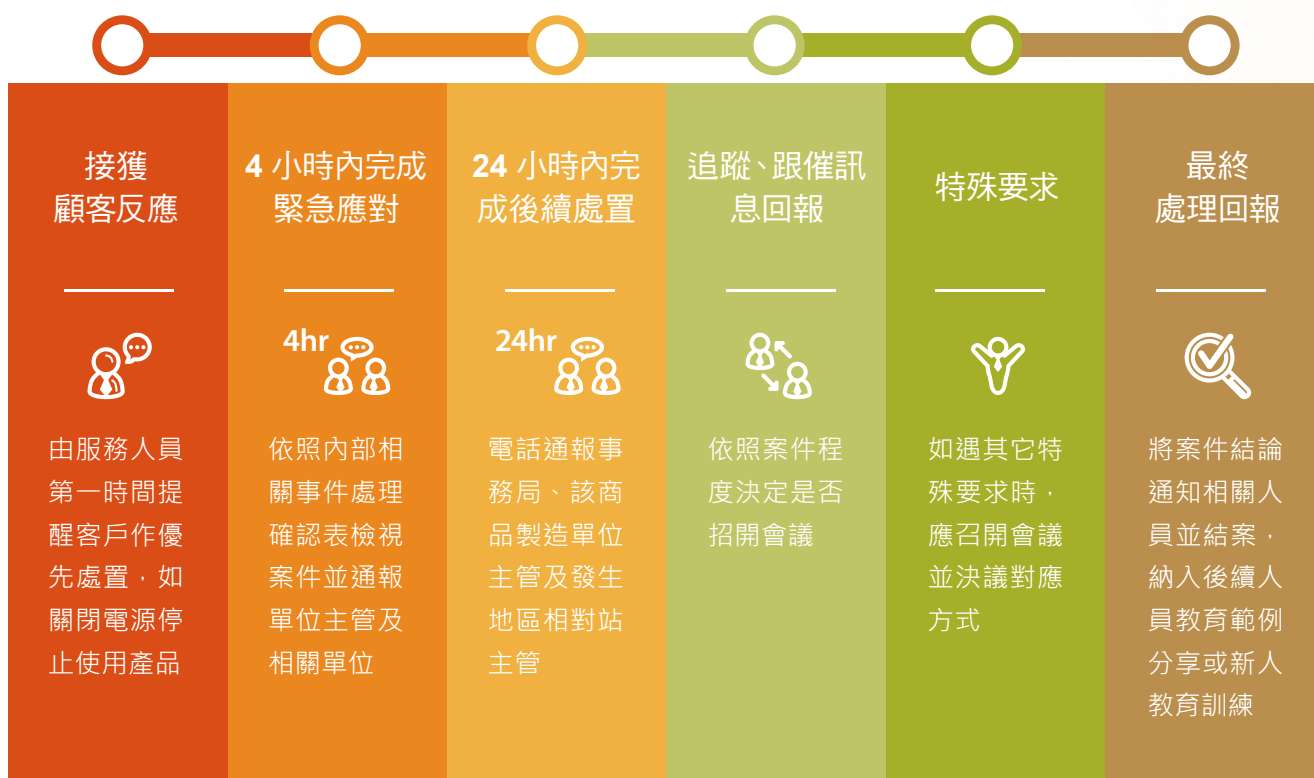 接獲
顧客反應
由服務人員
第一時間提
醒客戶作優
先處置，如
關閉電源停
止使用產品
4 小時內完成
緊急應對
4hr
依照內部相
關事件處理
確認表檢視
案件並通報
單位主管及
相關單位
24 小時內完
成後續處置
24hr
電話通報事
務局、該商
品製造單位
主管及發生
地區相對站
主管
追蹤、跟催訊
息回報
依照案件程
度決定是否
招開會議
特殊要求
如遇其它特
殊要求時，
應召開會議
並決議對應
方式
最終
處理回報
將案件結論
通知相關人
員並結案，
納入後續人
員教育範例
分享或新人
教育訓練